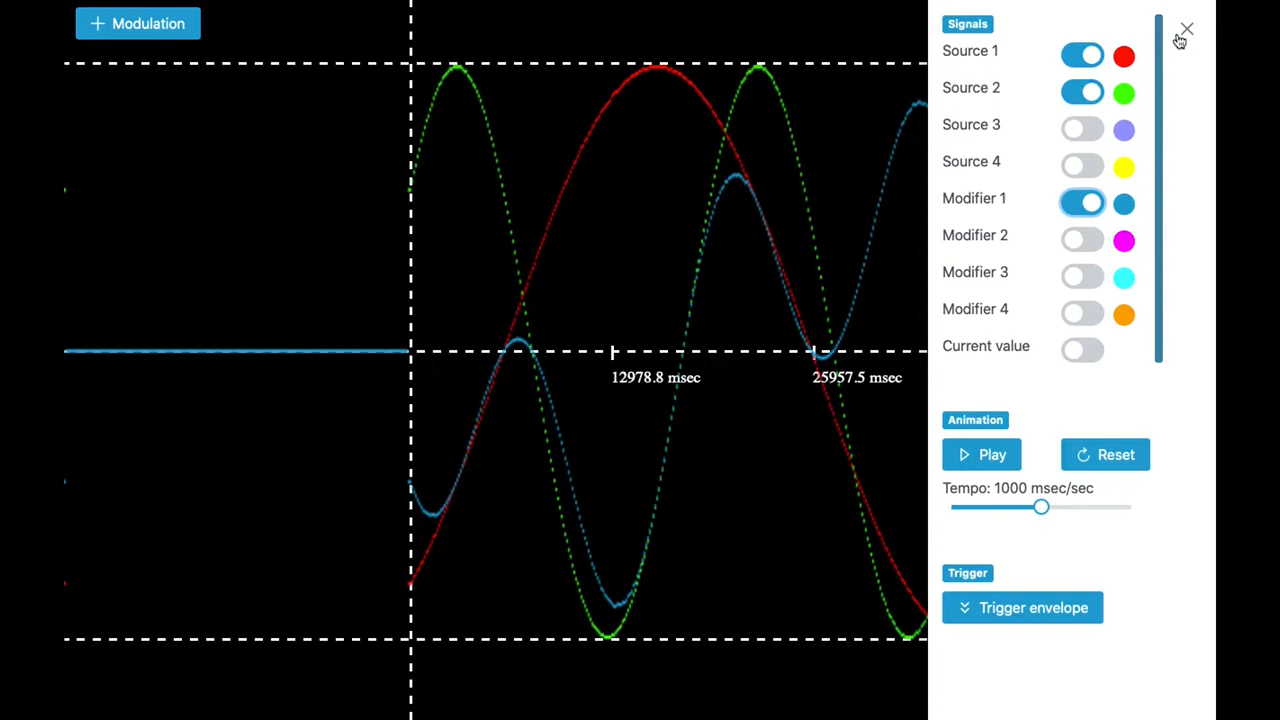 Modulation
12978.8 msec
25957.5 msec
Signals
Source 1
Source 2
Source 3
Source 4
Modifier 1
Modifier 2
Modifier 3
Modifier 4
Current value
Animation
Play
Reset
Tempo: 1000 msec/sec
Trigger
Trigger envelope